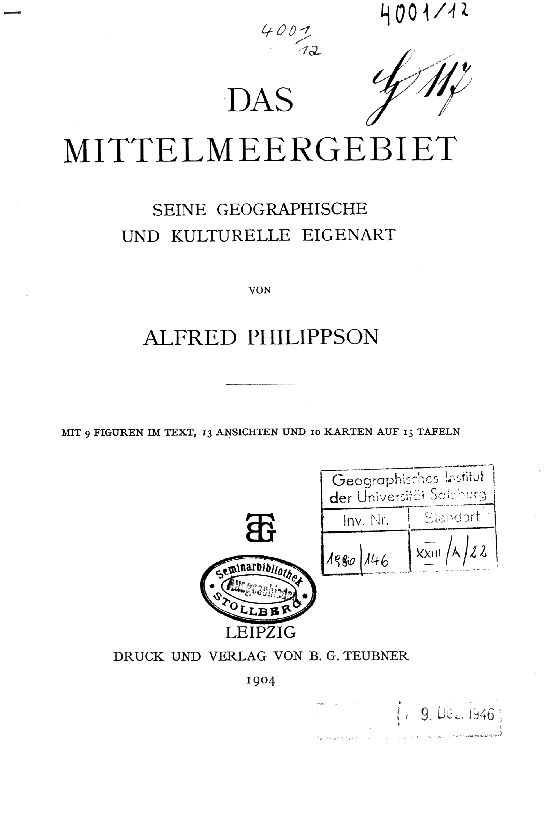 4001/12
4001
/12
DAS
MITTELMEERGEBIET
SEINE GEOGRAPHISCHE
UND KULTURELLE EIGENART
VON
ALFRED PHILIPPSON
MIT 9 FIGUREN IM TEXT, 13 ANSICHTEN UND 10 KARTEN AUF 15 TAFELN
Geographisches Institut
der Universität Salzburg
Inv. Nr. Standort
1980/146 XXIII/A/22
Seminarbibliothek
Ausgeschieden
STOLLBERG
LEIPZIG
DRUCK UND VERLAG VON B. G. TEUBNER
1904
9. 1946